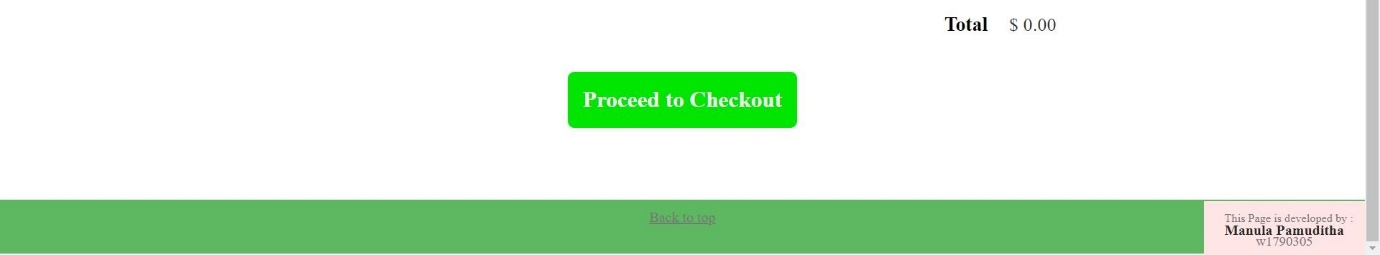 Total $ 0.00
Proceed to Checkout
Back to top
This Page is developed by :
Manula Pamuditha
w1790305